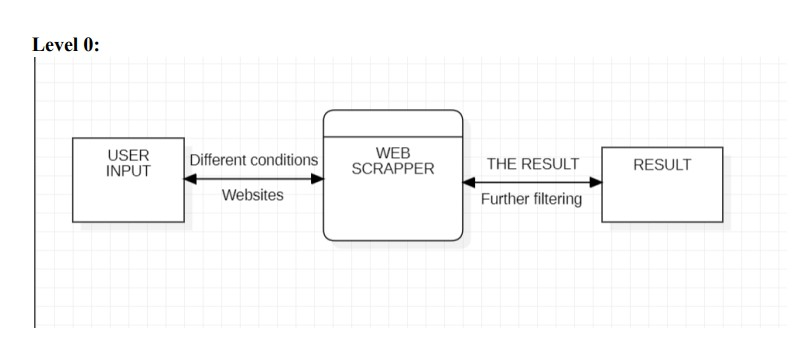 Level 0:
USER
INPUT
Different conditions
Websites
WEB
SCRAPPER
THE RESULT
Further filtering
RESULT